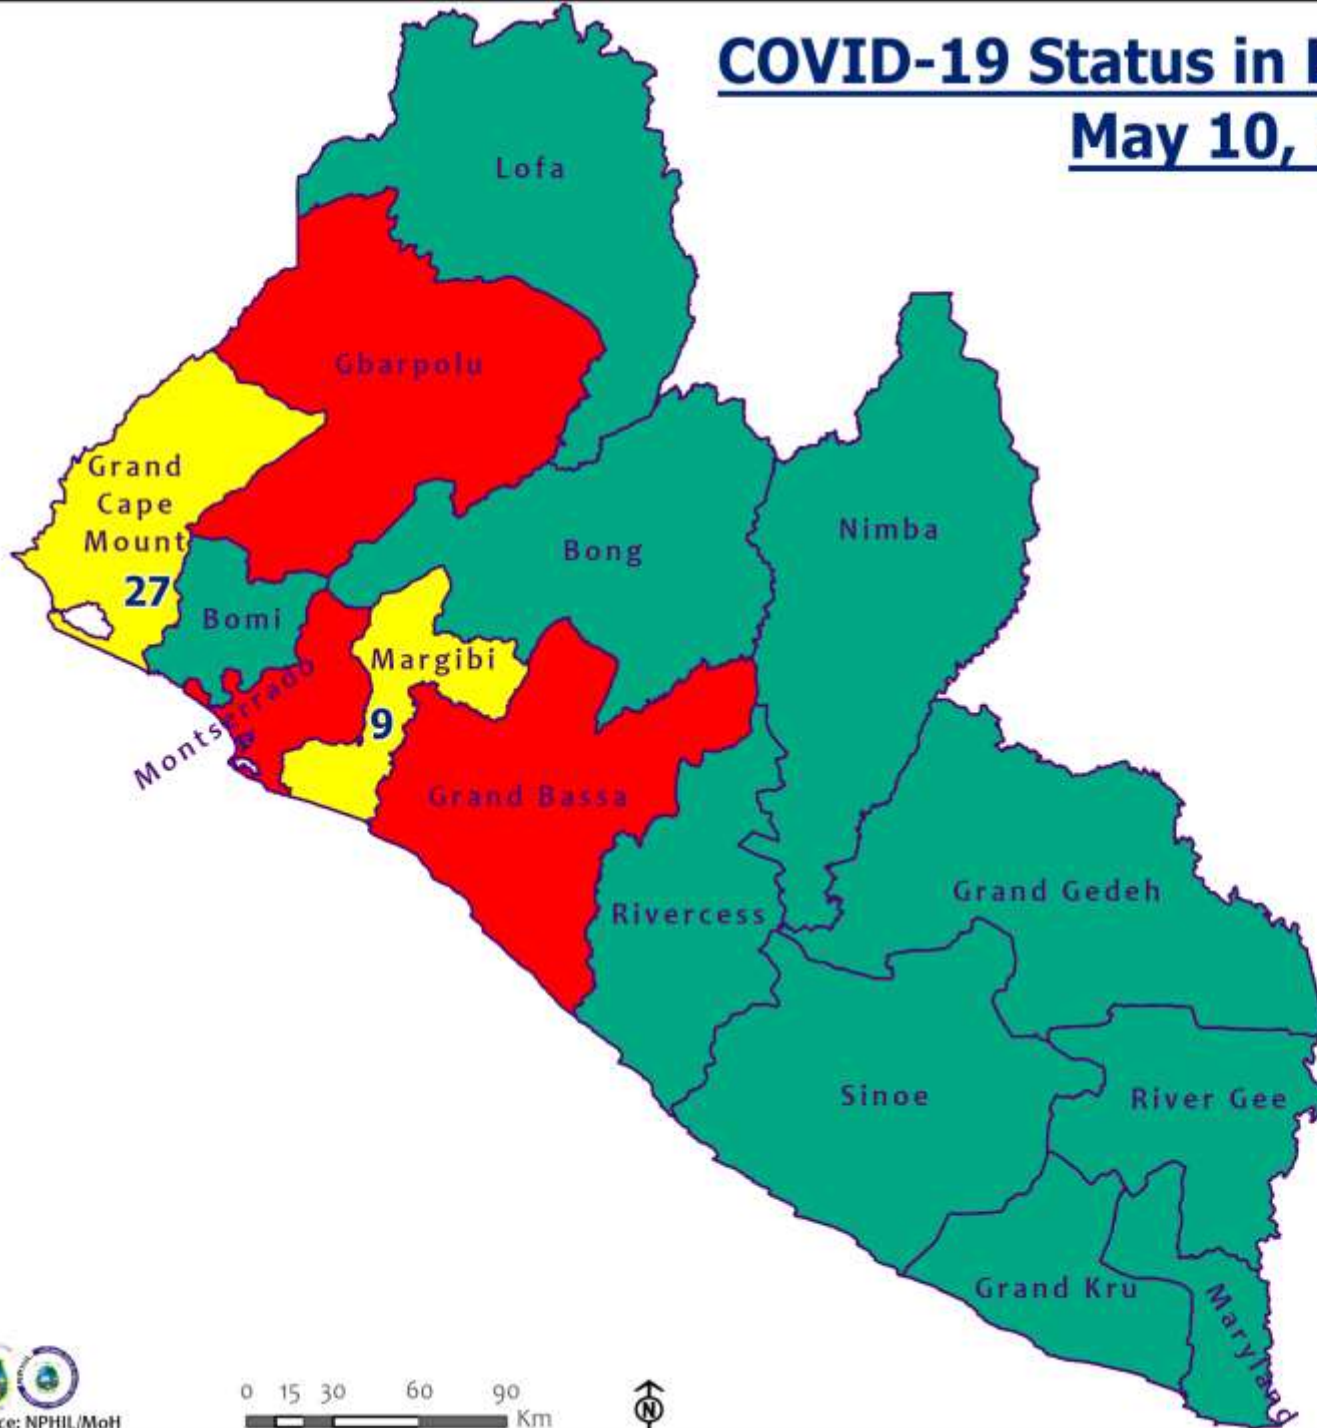 COVID-19 Status in
May 10,
Lofa
Gbarpolu
Grand
Cape
Mount
27
Nimba
Bong
Bomi
Margibi
Montserrado
9
Grand Bassa
Grand Gedeh
Rivercess
Sinoe
River Gee
Grand Kru
Maryland
0 15 30 60 90
Km
N
ce: NPHIL/MoH